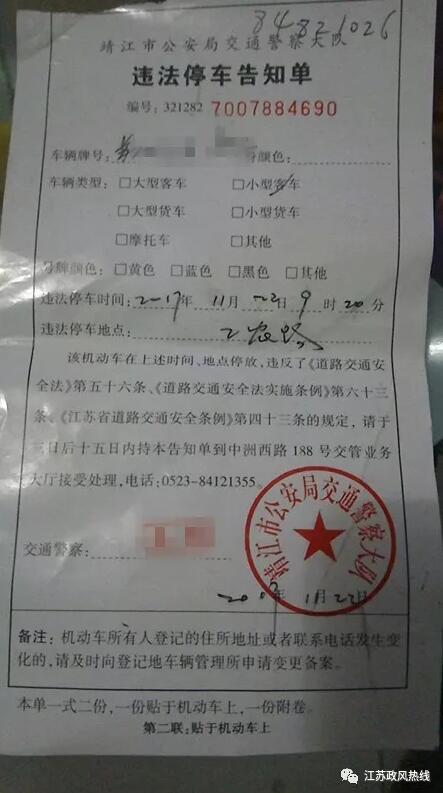 84821026
靖江市公安局交通警察大队
违法停车告知单
编号: 321282 7007884690
车辆牌号: 颜色:
车辆类型: □大型客车 □小型客车
□大型货车 □小型货车
□摩托车 □其他
号牌颜色: □黄色 □蓝色 □黑色 □其他
违法停车时间: 2017年 11月 22日 9时 20分
违法停车地点: 工农路
该机动车在上述时间、地点停放,违反了《道路交通安
全法》第五十六条、《道路交通安全法实施条例》第六十三
条、《江苏省道路交通安全条例》第四十三条的规定, 请于
三日后十五日内持本告知单到中洲西路 188 号交管业务
大厅接受处理, 电话: 0523-84121355。
靖江市公安局交通警察大队
交通警察:
年 11月 22日
备注: 机动车所有人登记的住所地址或者联系电话发生变
化的, 请及时向登记地车辆管理所申请变更备案。
本单一式二份, 一份贴于机动车上, 一份附卷。
第二联: 贴于机动车上
江苏政风热线